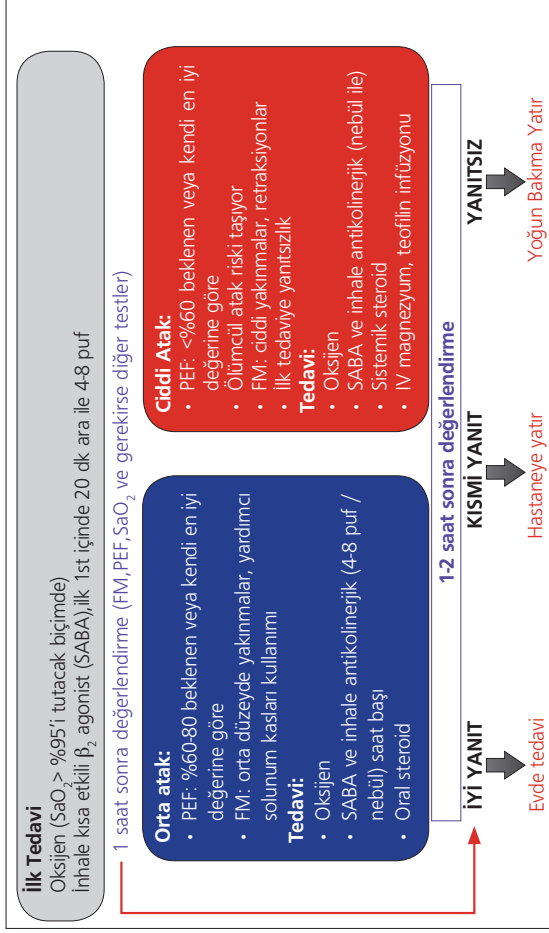 İlk Tedavi
Oksijen (SaO₂> %95'i tutacak biçimde)
İnhale kısa etkili β₂ agonist (SABA),ilk 1st içinde 20 dk ara ile 4-8 puf
1 saat sonra değerlendirme (FM,PEF,SaO₂ ve gerekirse diğer testler)
Orta atak:
• PEF: %60-80 beklenen veya kendi en iyi
değerine göre
• FM: orta düzeyde yakınmalar, yardımcı
solunum kasları kullanımı
Tedavi:
• Oksijen
• SABA ve inhale antikolinerjik (4-8 puf /
nebül) saat başı
• Oral steroid
Ciddi Atak:
• PEF: <%60 beklenen veya kendi en iyi
değerine göre
• Ölümcül atak riski taşıyor
• FM: ciddi yakınmalar, retraksiyonlar
• İlk tedaviye yanıtsızlık
Tedavi:
• Oksijen
• SABA ve inhale antikolinerjik (nebül ile)
• Sistemik steroid
• IV magnezyum, teofilin infüzyonu
1-2 saat sonra değerlendirme
İYİ YANIT
KISMİ YANIT
YANITSIZ
Evde tedavi
Hastaneye yatır
Yoğun Bakıma Yatır